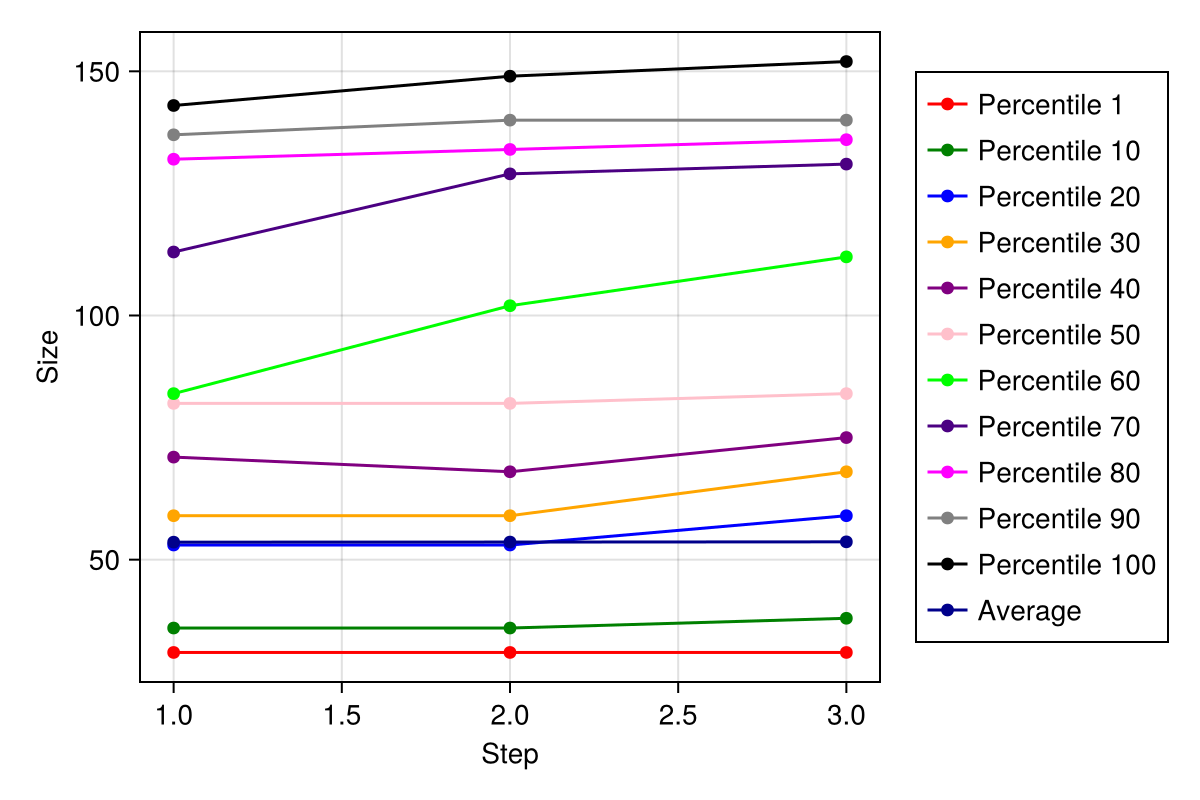 150
100
50
Size
1.0 1.5 2.0 2.5 3.0
Step
Percentile 1
Percentile 10
Percentile 20
Percentile 30
Percentile 40
Percentile 50
Percentile 60
Percentile 70
Percentile 80
Percentile 90
Percentile 100
Average